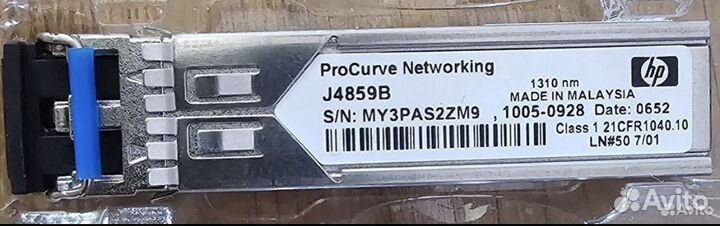 ProCurve Networking
J4859B
S/N: MY3PAS2ZM9 , 1005-0928 Date: 0652
1310 nm
MADE IN MALAYSIA
hp
Class 1 21CFR1040.10
LN#50 7/01
Avito
Avito